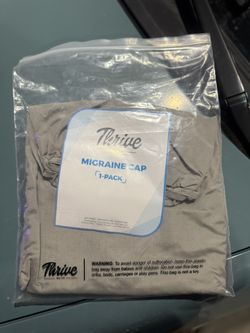 Thrive
MICRAINE CAP
[1-PACK]
Thrive
WARNING: To avoid danger of suffocation, keep this plastic
bag away from babies and children. Do not use this bag in
cribs, beds, carriages or play pens. This bag is not a toy.